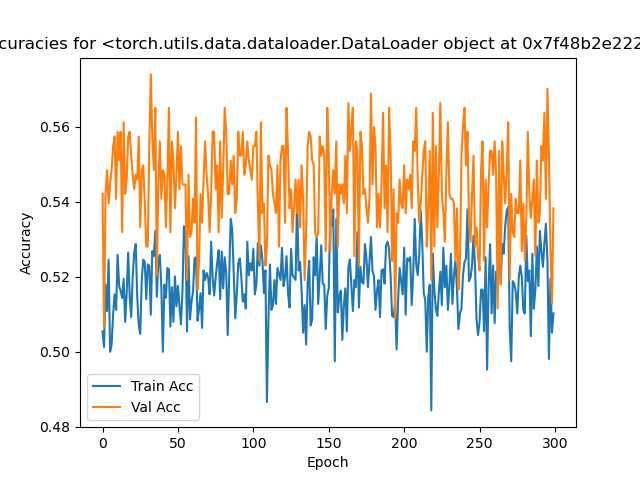 curacies for <torch.utils.data.dataloader.DataLoader object at 0x7f48b2e222
0.56
0.54
0.52
0.50
0.48
Accuracy
Train Acc
Val Acc
0 50 100 150 200 250 300
Epoch